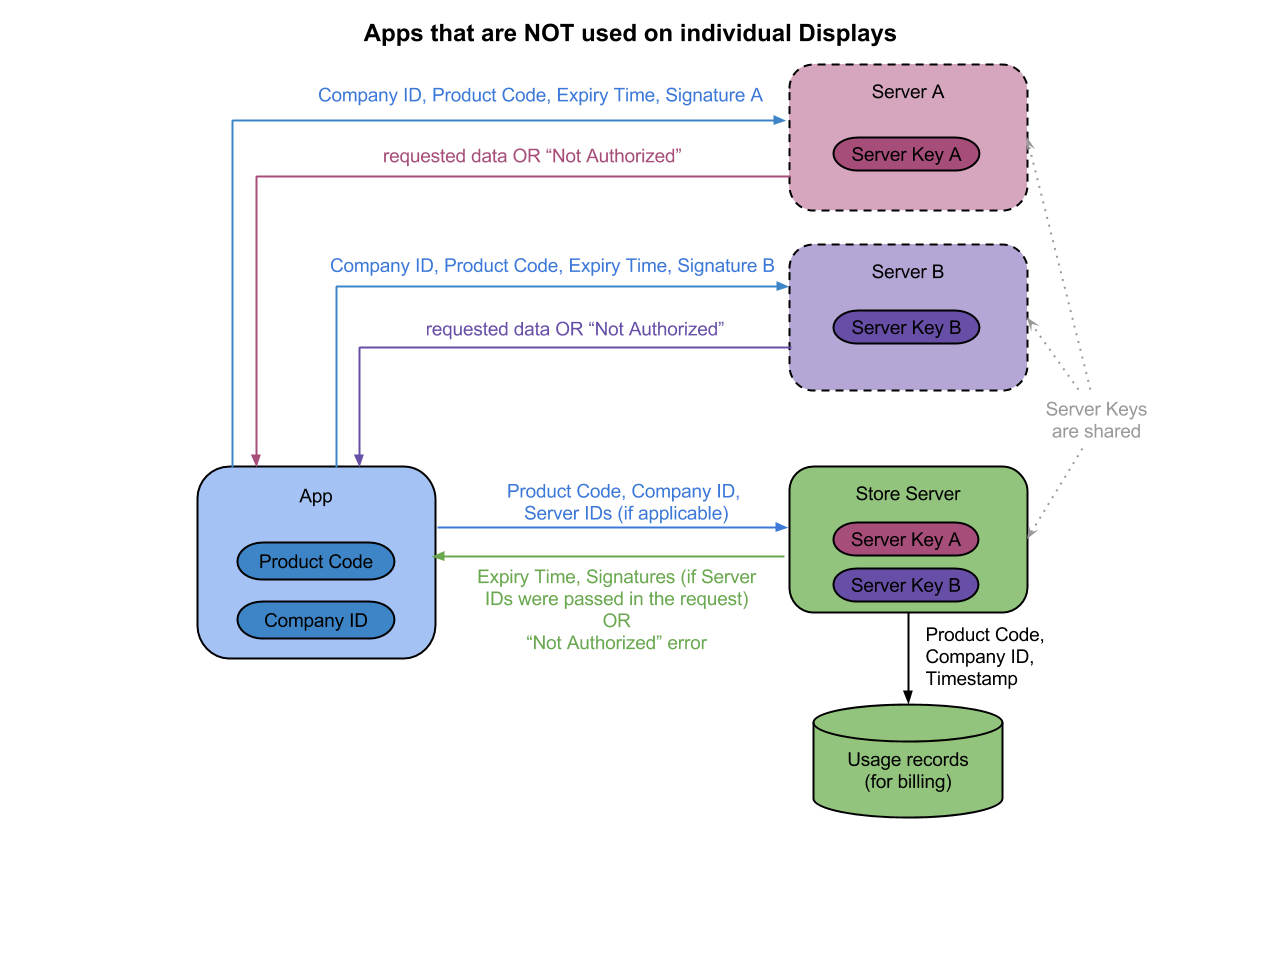 Apps that are NOT used on individual Displays
Company ID, Product Code, Expiry Time, Signature A
Server A
Server Key A
requested data OR “Not Authorized”
Company ID, Product Code, Expiry Time, Signature B
Server B
Server Key B
requested data OR “Not Authorized”
Server Keys
are shared
App
Product Code
Company ID
Product Code, Company ID,
Server IDs (if applicable)
Expiry Time, Signatures (if Server
IDs were passed in the request)
OR
“Not Authorized” error
Store Server
Server Key A
Server Key B
Product Code,
Company ID,
Timestamp
Usage records
(for billing)